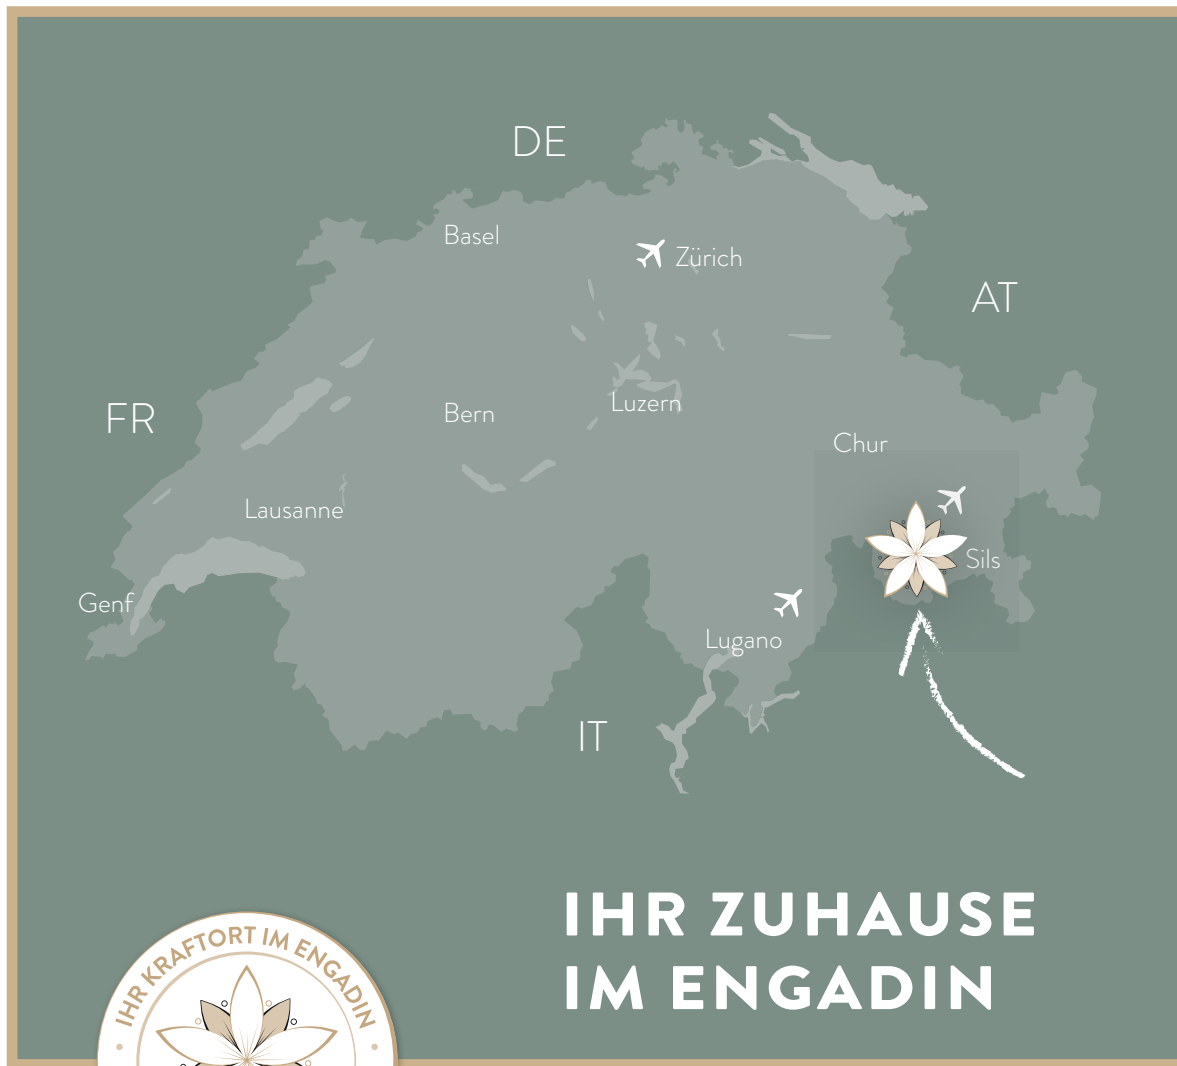 DE
Basel
Zürich
AT
FR
Bern
Luzern
Chur
Lausanne
Sils
Genf
Lugano
IT
IHR ZUHAUSE
IM ENGADIN
IHR KRAFTORT IM ENGADIN